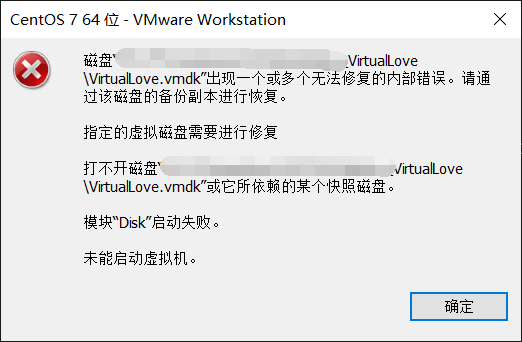 CentOS 7 64 位 - VMware Workstation
磁盘“VirtualLove
\VirtualLove.vmdk”出现一个或多个无法修复的内部错误。请通
过该磁盘的备份副本进行恢复。
指定的虚拟磁盘需要进行修复
打不开磁盘“VirtualLove
\VirtualLove.vmdk”或它所依赖的某个快照磁盘。
模块“Disk”启动失败。
未能启动虚拟机。
确定